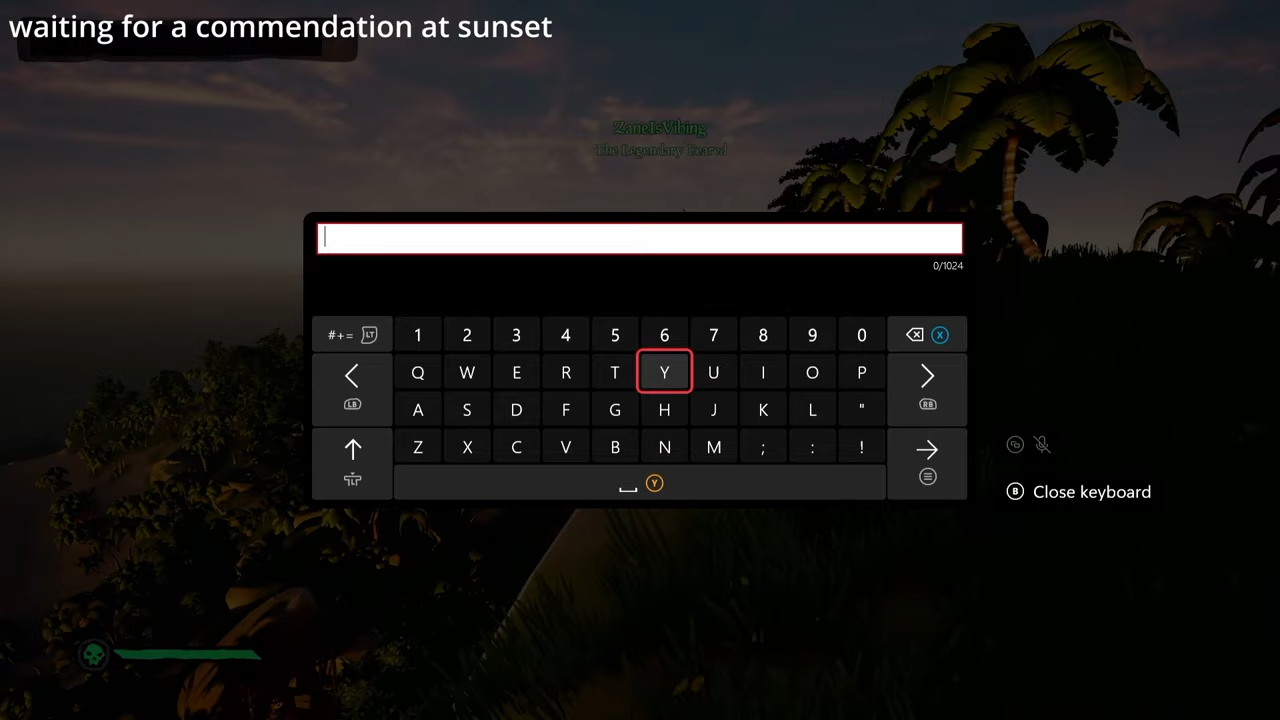 waiting for a commendation at sunset
ZaneIsVibing
The Legendary Feared
0/1024
#+= LT 1 2 3 4 5 6 7 8 9 0 X
Q W E R T Y U I O P
LB A S D F G H J K L " RB
Z X C V B N M ; : !
Y
B Close keyboard